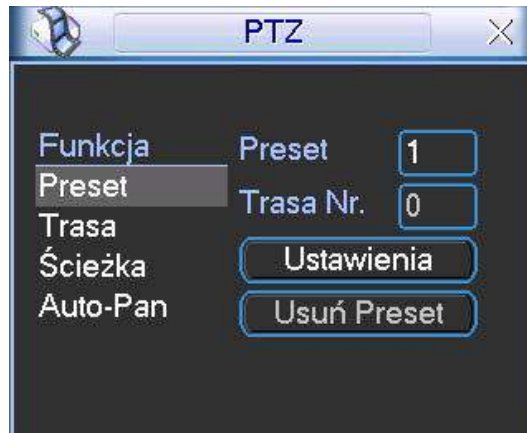 PTZ
Funkcja
Preset
Trasa
Ścieżka
Auto-Pan
Preset 1
Trasa Nr. 0
Ustawienia
Usuń Preset